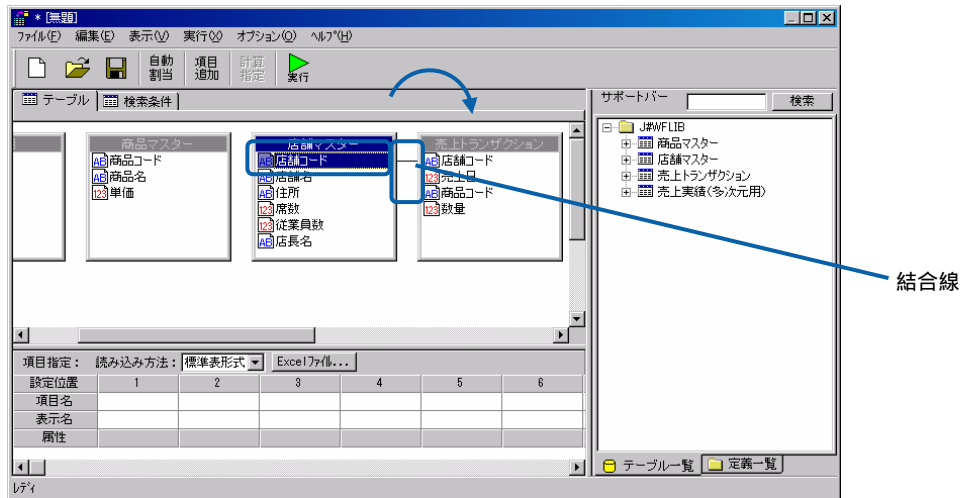 * [無題]
ファイル(F) 編集(E) 表示(V) 実行(X) オプション(O) ヘルプ(H)
自動割当 項目追加 計算指定 実行
テーブル 検索条件
サポートバー 検索
商品マスター
商品コード
商品名
単価
店舗マスター
店舗コード
店舗名
住所
席数
従業員数
店長名
売上トランザクション
店舗コード
売上日
商品コード
数量
J#WFLIB
商品マスター
店舗マスター
売上トランザクション
売上実績(多次元用)
結合線
項目指定： 読み込み方法： 標準表形式 Excelファイル...
設定位置 1 2 3 4 5 6
項目名
表示名
属性
テーブル一覧 定義一覧
レディ